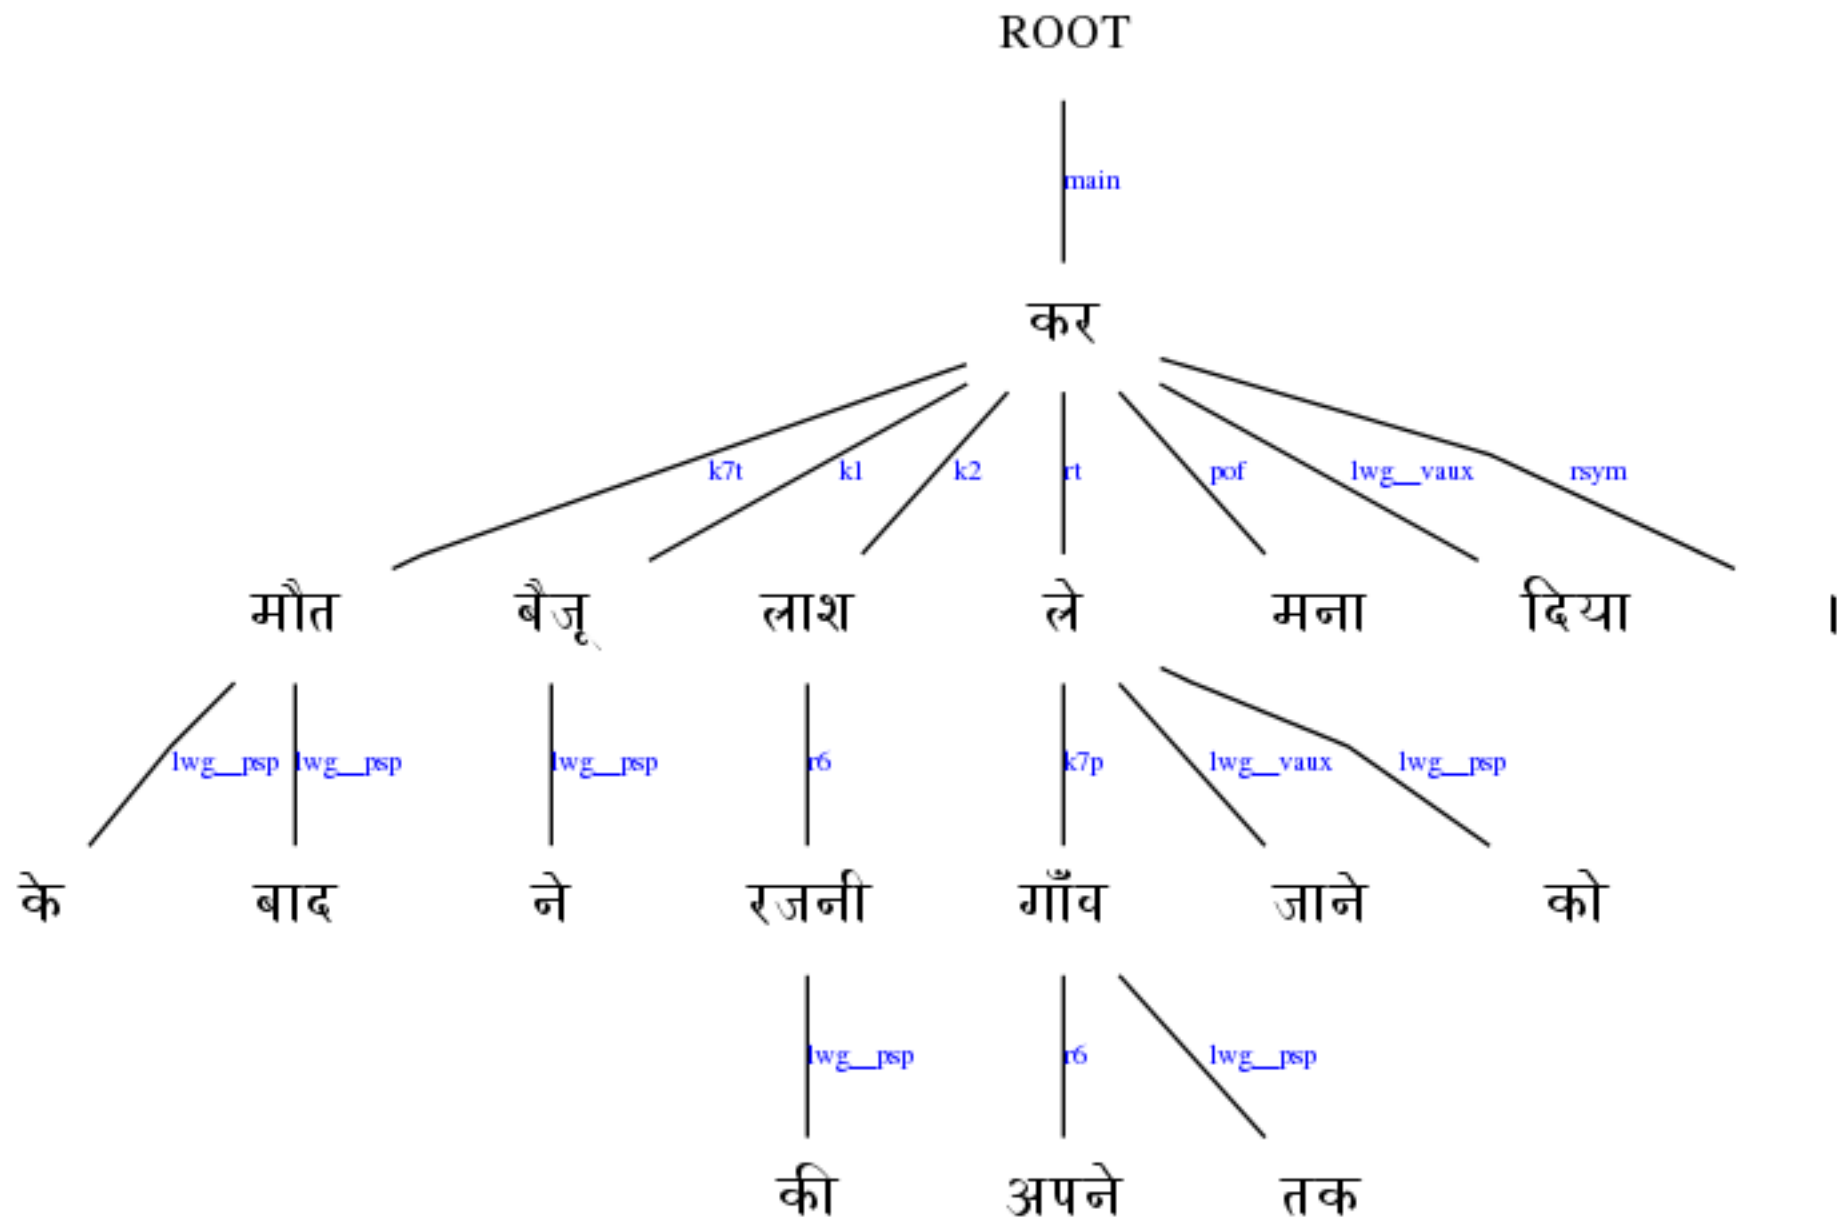 ROOT
main
कर
k7t k1 k2 rt pof lwg__vaux rsym
मौत बैजू लाश ले मना दिया ।
lwg__psp lwg__psp lwg__psp r6 k7p lwg__vaux lwg__psp
के बाद ने रजनी गाँव जाने को
lwg__psp r6 lwg__psp
की अपने तक